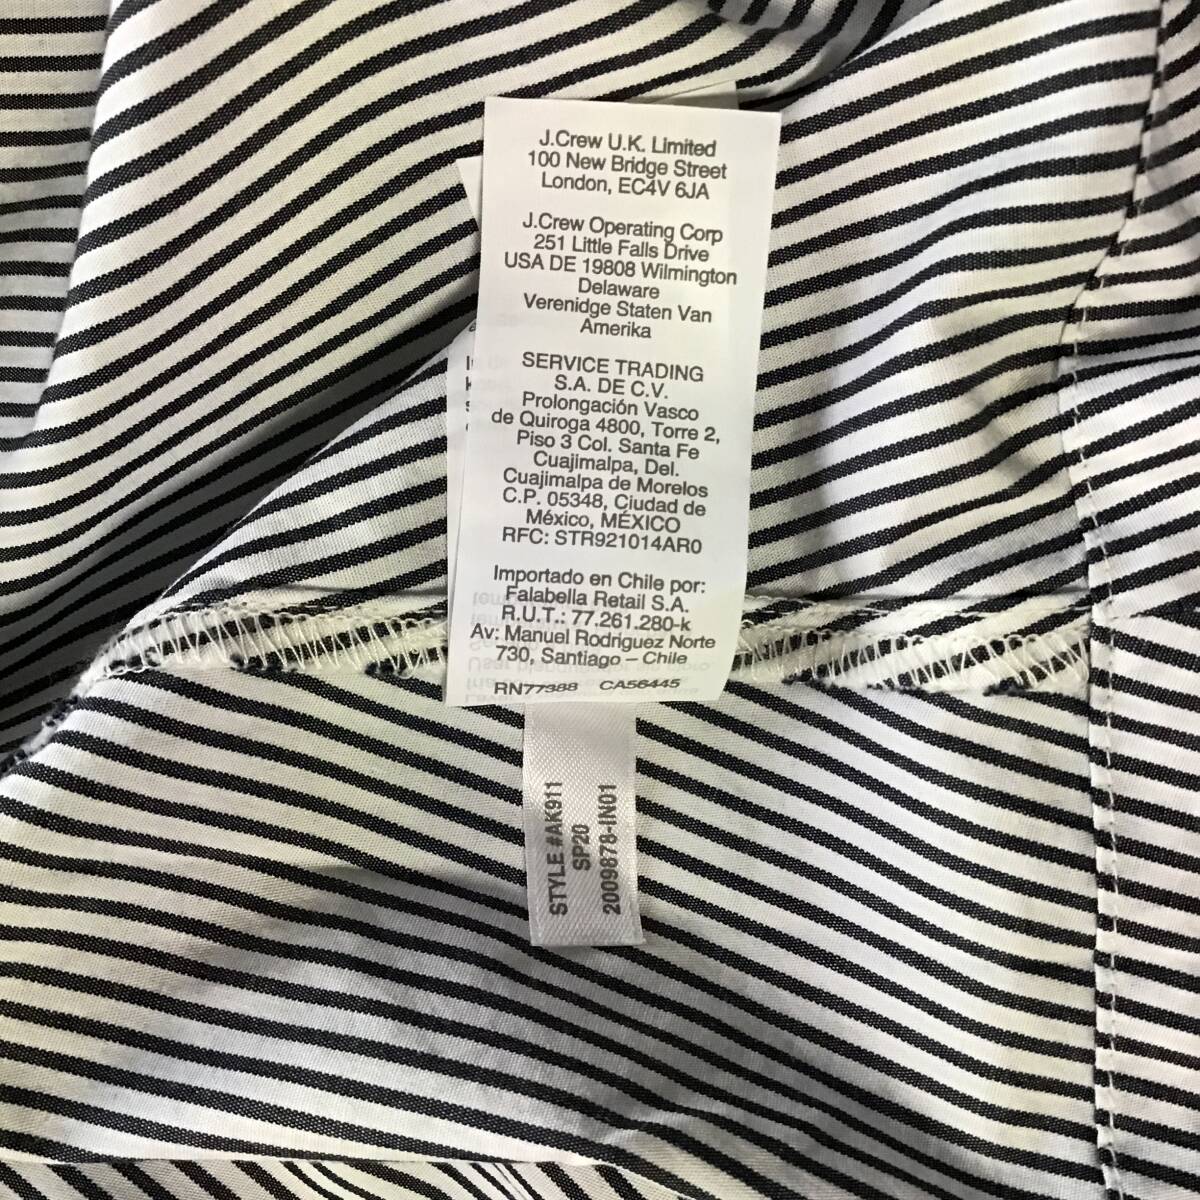 J.Crew U.K. Limited
100 New Bridge Street
London, EC4V 6JA
J.Crew Operating Corp
251 Little Falls Drive
USA DE 19808 Wilmington
Delaware
Verenidge Staten Van
Amerika
SERVICE TRADING
S.A. DE C.V.
Prolongación Vasco
de Quiroga 4800, Torre 2,
Piso 3 Col. Santa Fe
Cuajimalpa, Del.
Cuajimalpa de Morelos
C.P. 05348, Ciudad de
México, MÉXICO
RFC: STR921014AR0
Importado en Chile por:
Falabella Retail S.A.
R.U.T.: 77.261.280-k
Av: Manuel Rodriguez Norte
730, Santiago – Chile
RN77388 CA56445
STYLE #AK911
SP20
2009878-IN01